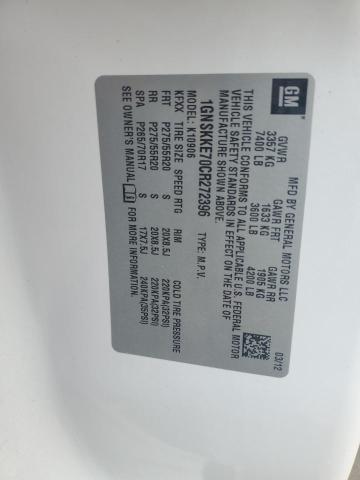 GM
MFD BY GENERAL MOTORS LLC
03/12
GVWR GAWR FRT GAWR RR
3357 KG 1633 KG 1905 KG
7400 LB 3600 LB 4200 LB
THIS VEHICLE CONFORMS TO ALL APPLICABLE U.S. FEDERAL MOTOR
VEHICLE SAFETY STANDARDS IN EFFECT ON THE DATE OF
MANUFACTURE SHOWN ABOVE.
1GNSKKE70CR272396 TYPE: M.P.V.
MODEL: K10906
KFXX TIRE SIZE SPEED RTG RIM COLD TIRE PRESSURE
FRT P275/55R20 S 20X8.5J 220KPA(32PSI)
RR P275/55R20 S 20X8.5J 220KPA(32PSI)
SPA P265/70R17 S 17X7.5J 240KPA(35PSI)
SEE OWNER'S MANUAL FOR MORE INFORMATION.